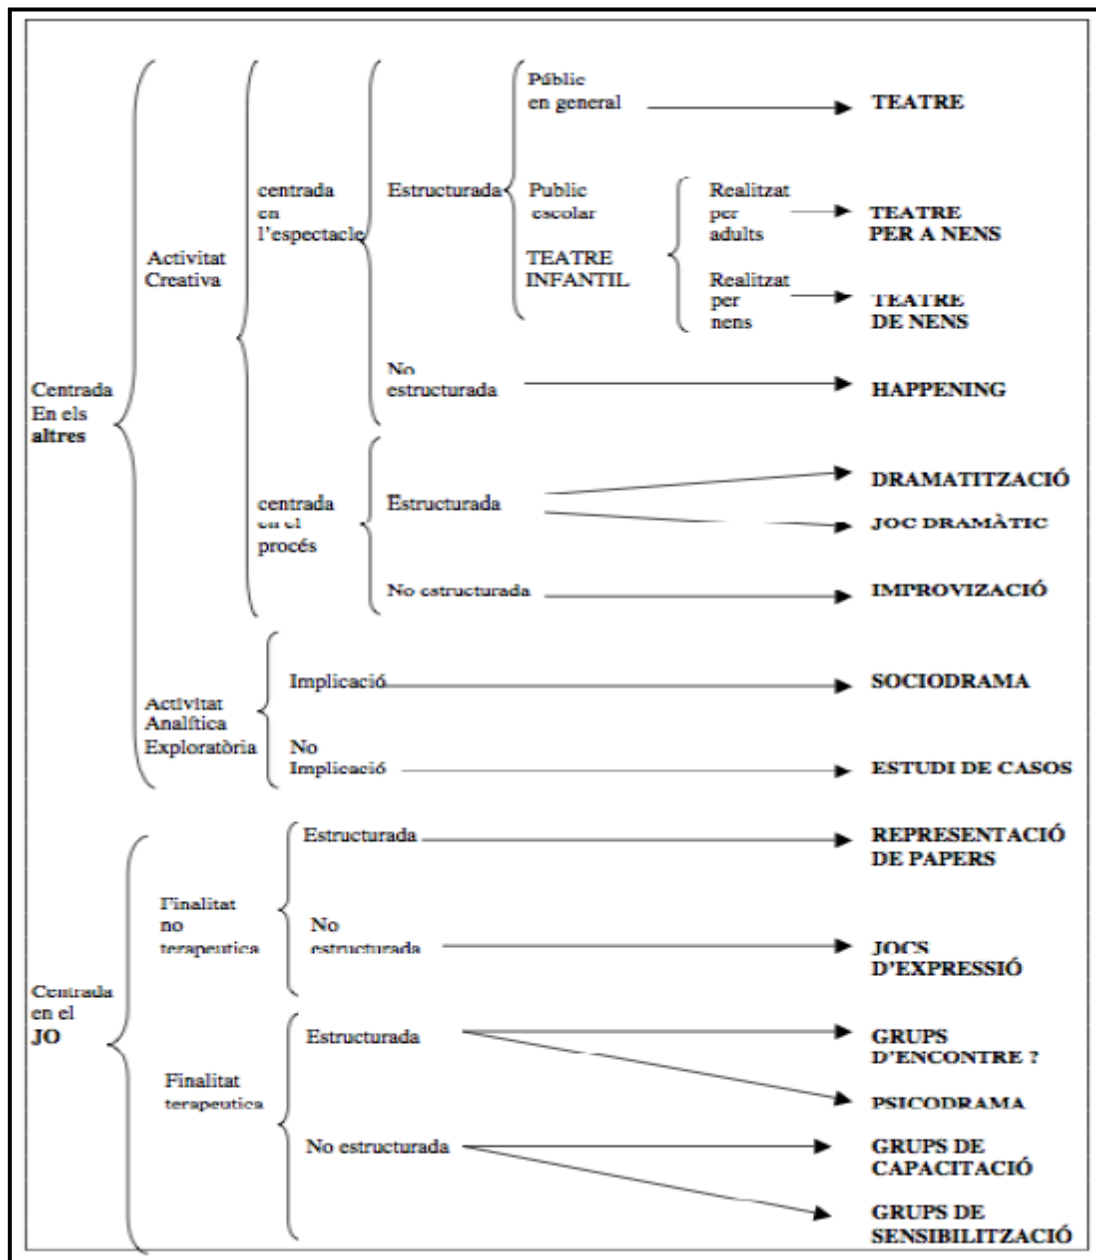 Públic
en general
TEATRE
centrada
en
l'espectacle
Estructurada
Public
escolar
TEATRE
INFANTIL
Realitzat
per
adults
TEATRE
PER A NENS
Activitat
Creativa
Realitzat
per
nens
TEATRE
DE NENS
Centrada
En els
altres
No
estructurada
HAPPENING
centrada
en el
procés
Estructurada
DRAMATITZACIÓ
JOC DRAMÀTIC
No estructurada
IMPROVIZACIÓ
Activitat
Analítica
Exploratòria
Implicació
SOCIODRAMA
No
Implicació
ESTUDI DE CASOS
Centrada
en el
JO
Finalitat
no
terapeutica
Estructurada
REPRESENTACIÓ
DE PAPERS
No
estructurada
JOCS
D'EXPRESSIÓ
Finalitat
terapeutica
Estructurada
GRUPS
D'ENCONTRE ?
PSICODRAMA
No estructurada
GRUPS DE
CAPACITACIÓ
GRUPS DE
SENSIBILITZACIÓ